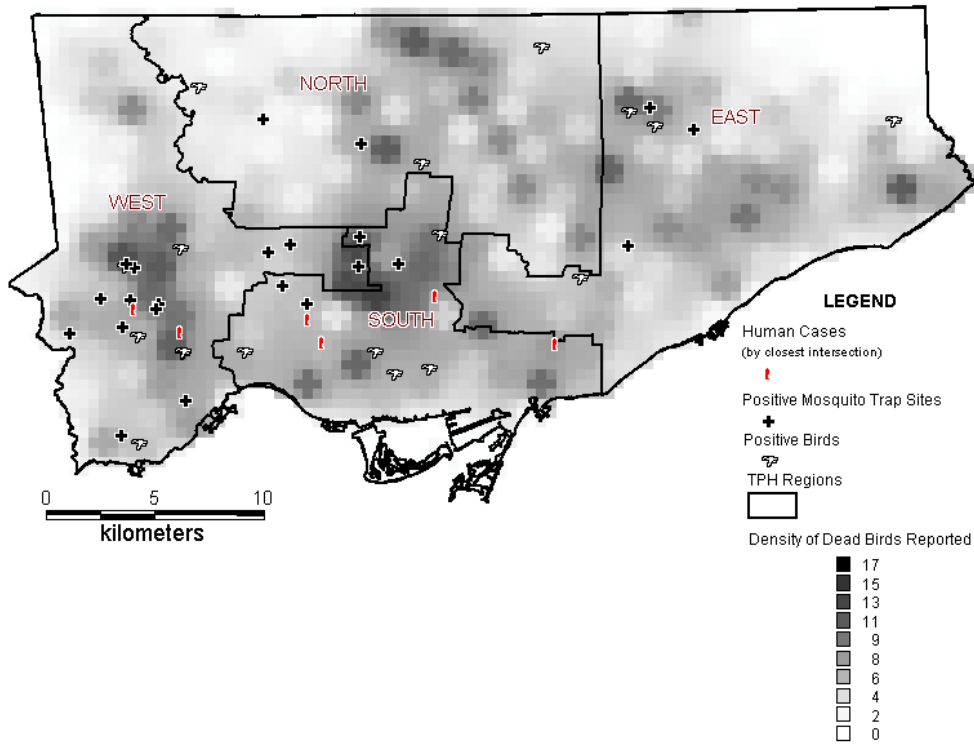 NORTH
EAST
WEST
SOUTH
0 5 10
kilometers
LEGEND
Human Cases
(by closest intersection)
Positive Mosquito Trap Sites
Positive Birds
TPH Regions
Density of Dead Birds Reported
17
15
13
11
9
8
6
4
2
0